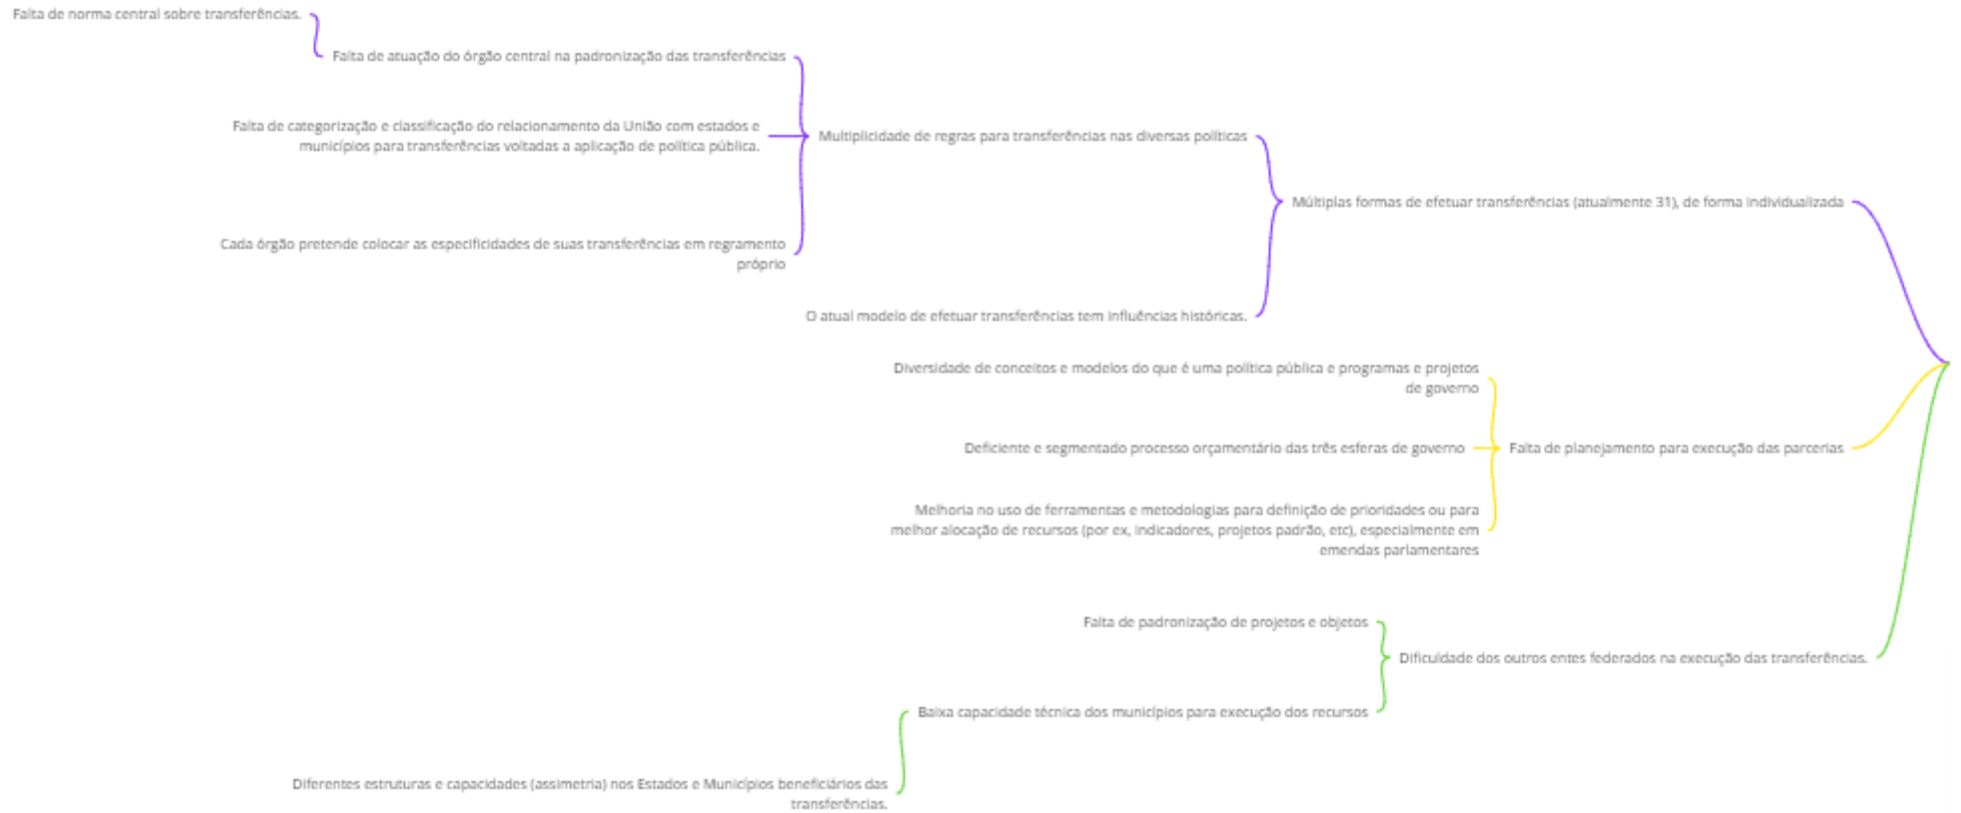 Falta de norma central sobre transferências.
Falta de atuação do órgão central na padronização das transferências
Falta de categorização e classificação do relacionamento da União com estados e
municípios para transferências voltadas a aplicação de política pública.
Multiplicidade de regras para transferências nas diversas políticas
Múltiplas formas de efetuar transferências (atualmente 31), de forma individualizada
Cada órgão pretende colocar as especificidades de suas transferências em regramento
próprio
O atual modelo de efetuar transferências tem influências históricas.
Diversidade de conceitos e modelos do que é uma política pública e programas e projetos
de governo
Deficiente e segmentado processo orçamentário das três esferas de governo
Falta de planejamento para execução das parcerias
Melhoria no uso de ferramentas e metodologias para definição de prioridades ou para
melhor alocação de recursos (por ex, indicadores, projetos padrão, etc), especialmente em
emendas parlamentares
Falta de padronização de projetos e objetos
Dificuldade dos outros entes federados na execução das transferências.
Baixa capacidade técnica dos municípios para execução dos recursos
Diferentes estruturas e capacidades (assimetria) nos Estados e Municípios beneficiários das
transferências.